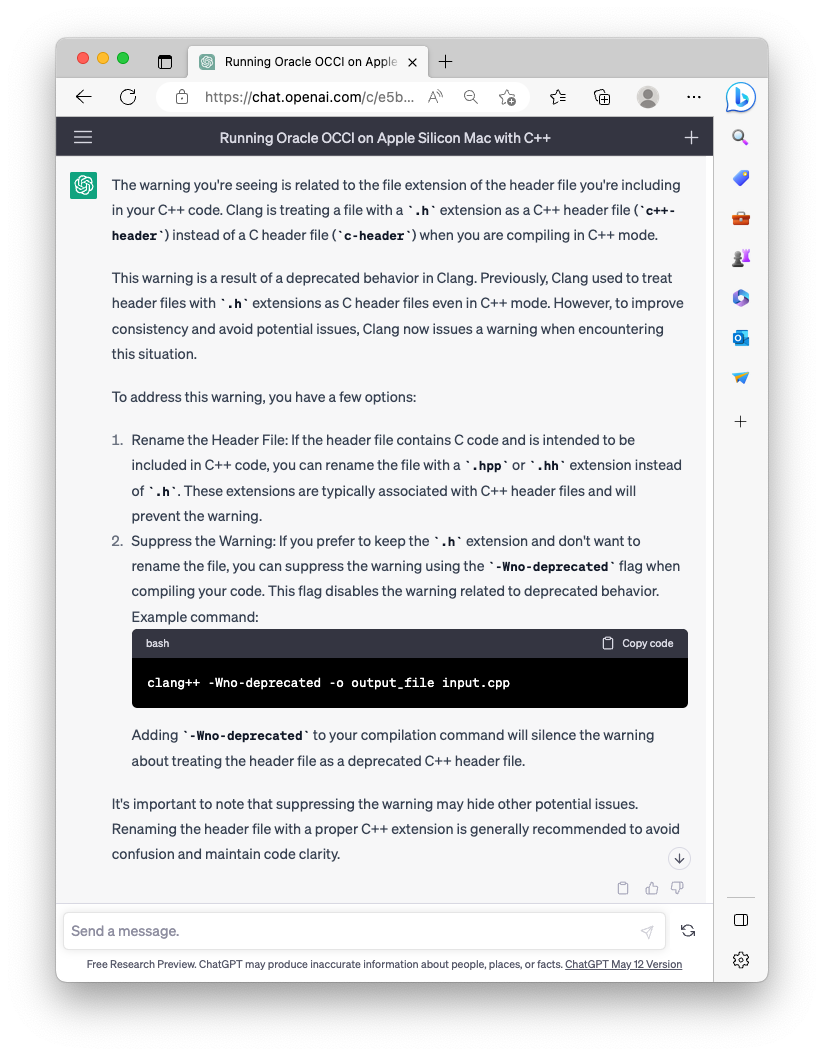 Running Oracle OCCI on Apple
https://chat.openai.com/c/e5b...
Running Oracle OCCI on Apple Silicon Mac with C++
The warning you're seeing is related to the file extension of the header file you're including
in your C++ code. Clang is treating a file with a `.h` extension as a C++ header file (`c++-
header`) instead of a C header file (`c-header`) when you are compiling in C++ mode.
This warning is a result of a deprecated behavior in Clang. Previously, Clang used to treat
header files with `.h` extensions as C header files even in C++ mode. However, to improve
consistency and avoid potential issues, Clang now issues a warning when encountering
this situation.
To address this warning, you have a few options:
1. Rename the Header File: If the header file contains C code and is intended to be
included in C++ code, you can rename the file with a `.hpp` or `.hh` extension instead
of `.h`. These extensions are typically associated with C++ header files and will
prevent the warning.
2. Suppress the Warning: If you prefer to keep the `.h` extension and don't want to
rename the file, you can suppress the warning using the `-Wno-deprecated` flag when
compiling your code. This flag disables the warning related to deprecated behavior.
Example command:
bash
Copy code
clang++ -Wno-deprecated -o output_file input.cpp
Adding `-Wno-deprecated` to your compilation command will silence the warning
about treating the header file as a deprecated C++ header file.
It's important to note that suppressing the warning may hide other potential issues.
Renaming the header file with a proper C++ extension is generally recommended to avoid
confusion and maintain code clarity.
Send a message.
Free Research Preview. ChatGPT may produce inaccurate information about people, places, or facts. ChatGPT May 12 Version